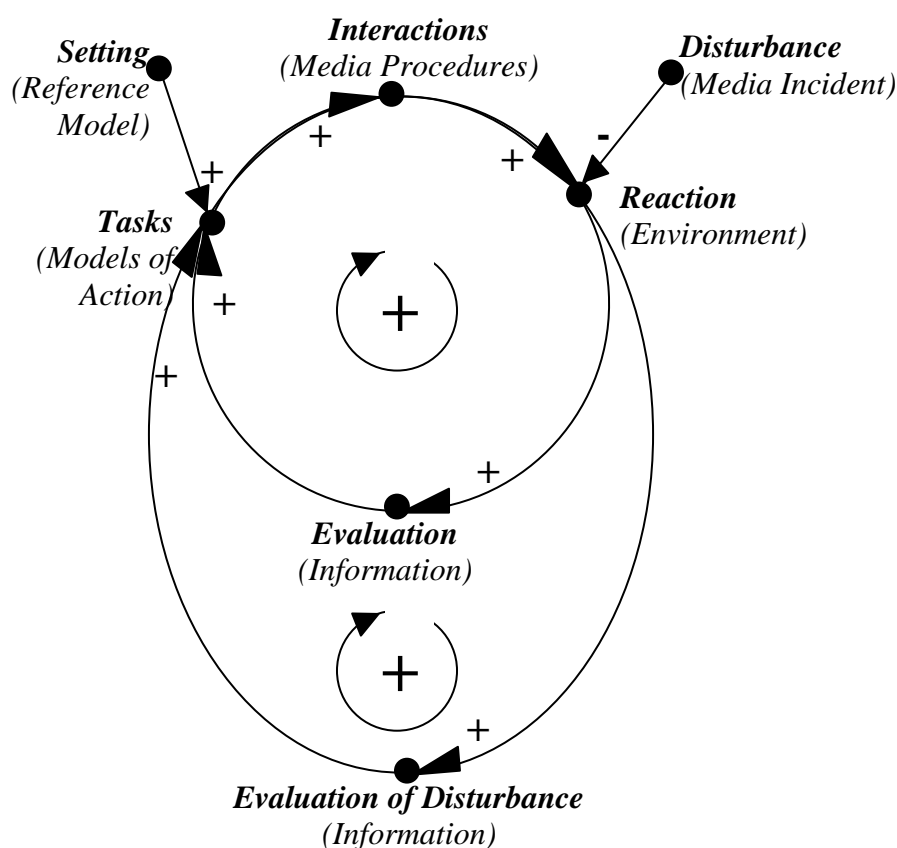 Interactions
(Media Procedures)
Setting
(Reference
Model)
Disturbance
(Media Incident)
-
+
+
+
Reaction
(Environment)
Tasks
(Models of
Action)
+
+
+
+
Evaluation
(Information)
+
+
Evaluation of Disturbance
(Information)